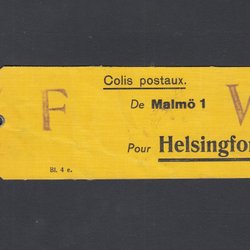 Colis postaux.
F
De Malmö 1
Pour Helsingfor
Bl. 4 e.